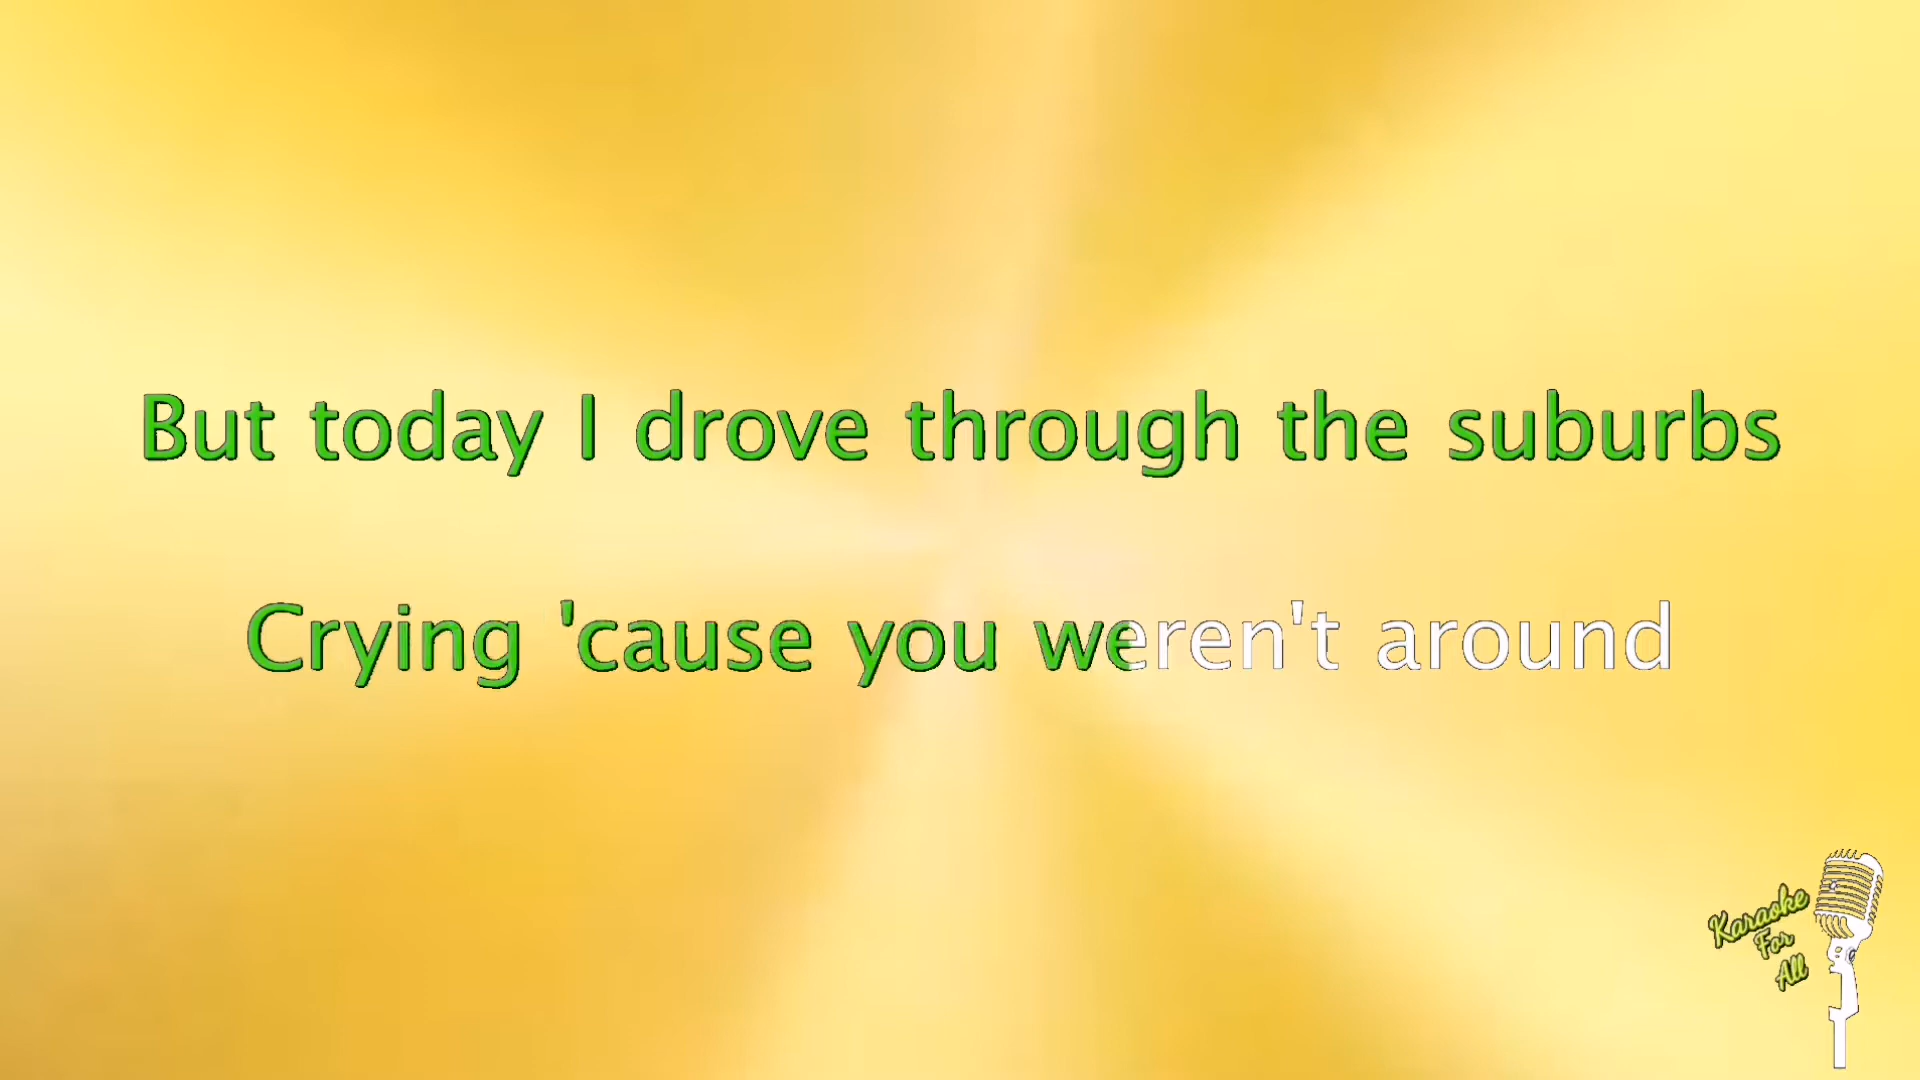 But today I drove through the suburbs
Crying 'cause you weren't around
Karaoke
For
All